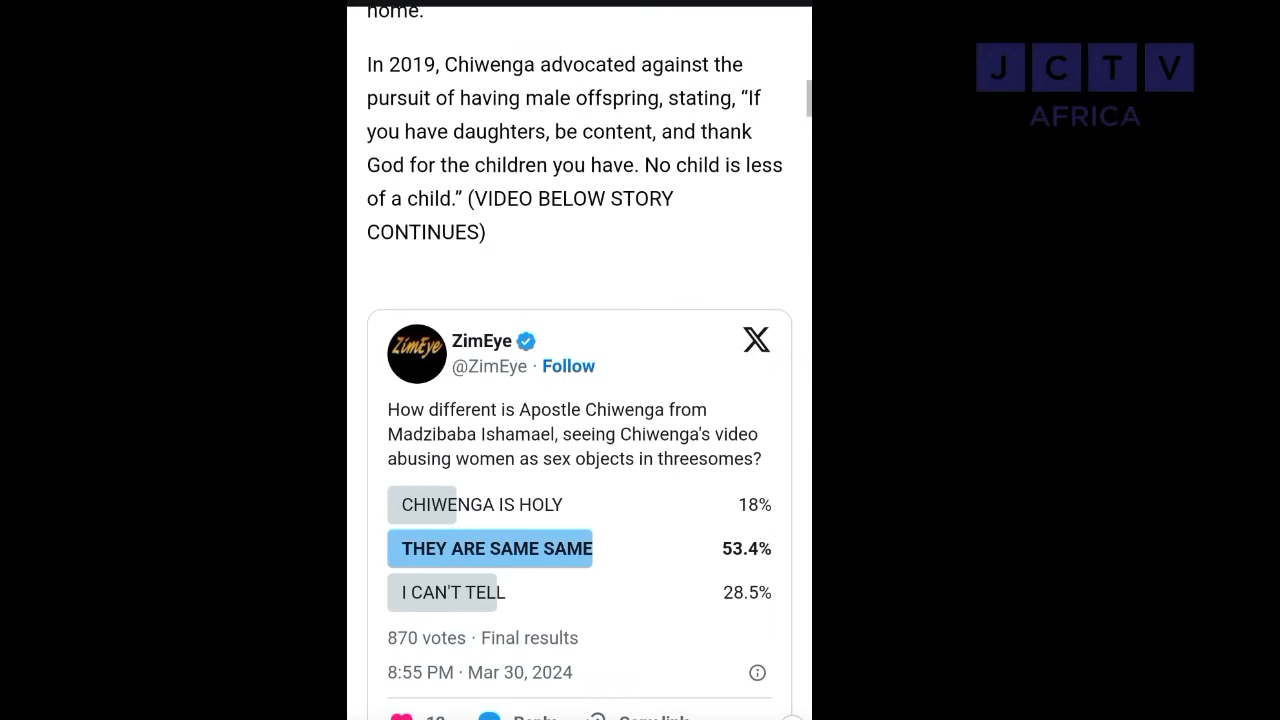 home.
In 2019, Chiwenga advocated against the
pursuit of having male offspring, stating, “If
you have daughters, be content, and thank
God for the children you have. No child is less
of a child.” (VIDEO BELOW STORY
CONTINUES)
JCTV
AFRICA
ZimEye
ZimEye
@ZimEye · Follow
X
How different is Apostle Chiwenga from
Madzibaba Ishamael, seeing Chiwenga's video
abusing women as sex objects in threesomes?
CHIWENGA IS HOLY 18%
THEY ARE SAME SAME 53.4%
I CAN'T TELL 28.5%
870 votes · Final results
8:55 PM · Mar 30, 2024